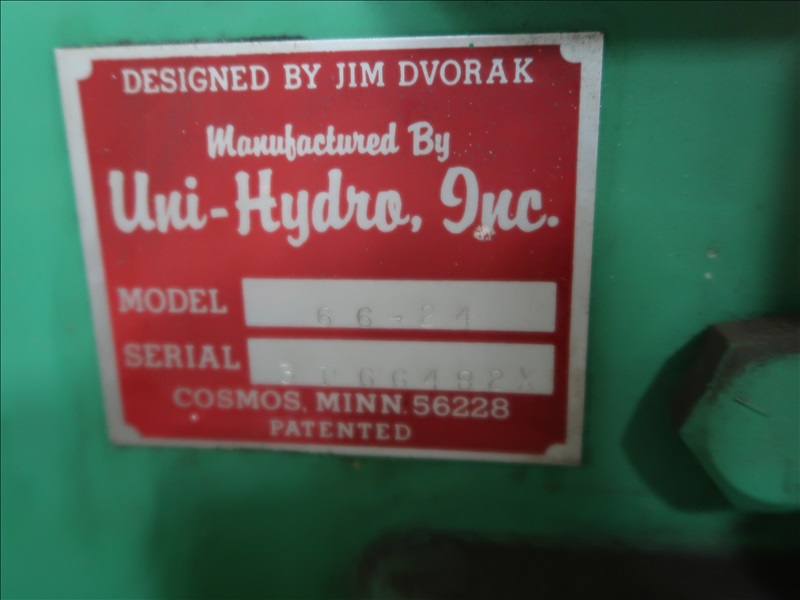 DESIGNED BY JIM DVORAK
Manufactured By
Uni-Hydro, Inc.
MODEL 66-24
SERIAL
COSMOS, MINN. 56228
PATENTED